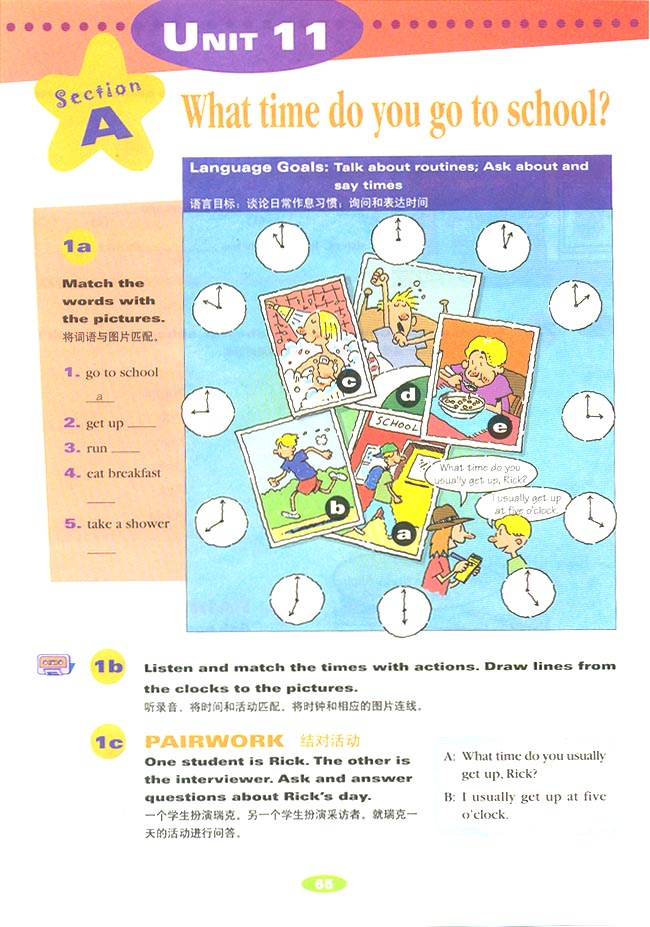 UNIT 11
Section
A
What time do you go to school?
Language Goals: Talk about routines; Ask about and
say times
语言目标：谈论日常作息习惯；询问和表达时间
1a
Match the
words with
the pictures.
将词语与图片匹配。
1. go to school
a
2. get up ____
3. run ____
4. eat breakfast
____
5. take a shower
____
c
d
e
SCHOOL
b
a
What time do you
usually get up, Rick?
I usually get up
at five o'clock.
1b
Listen and match the times with actions. Draw lines from
the clocks to the pictures.
听录音，将时间和活动匹配，将时钟和相应的图片连线。
1c
PAIRWORK 结对活动
One student is Rick. The other is
the interviewer. Ask and answer
questions about Rick's day.
一个学生扮演瑞克，另一个学生扮演采访者，就瑞克一
天的活动进行问答。
A: What time do you usually
get up, Rick?
B: I usually get up at five
o'clock.
65